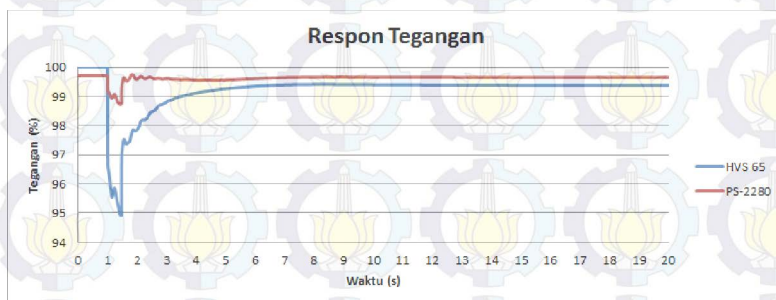 Respon Tegangan
Tegangan (%)
100
99
98
97
96
95
94
0 1 2 3 4 5 6 7 8 9 10 11 12 13 14 15 16 17 18 19 20
Waktu (s)
HVS 65
PS-2280